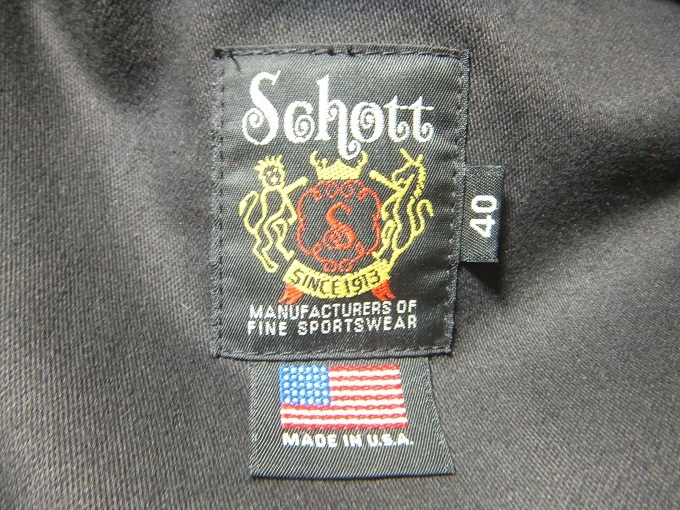 Schott
S
SINCE 1913
MANUFACTURERS OF
FINE SPORTSWEAR
40
MADE IN U.S.A.